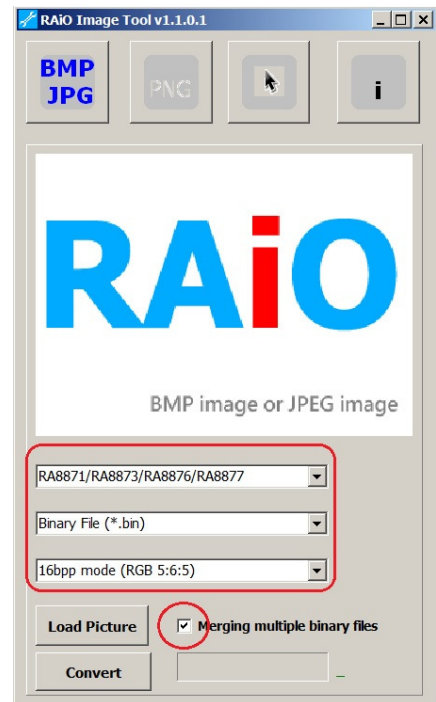 RAiO Image Tool v1.1.0.1
BMP
JPG
PNG
i
RAiO
BMP image or JPEG image
RA8871/RA8873/RA8876/RA8877
Binary File (*.bin)
16bpp mode (RGB 5:6:5)
Load Picture
Merging multiple binary files
Convert